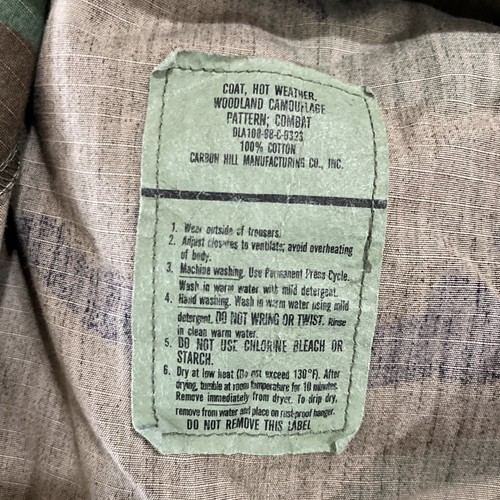 COAT, HOT WEATHER,
WOODLAND CAMOUFLAGE
PATTERN; COMBAT
DLA100-88-C-0323
100% COTTON
CARBON HILL MANUFACTURING CO., INC.
1. Wear outside of trousers.
2. Adjust closures to ventilate; avoid overheating
of body.
3. Machine washing. Use Permanent Press Cycle.
Wash in warm water with mild detergent.
4. Hand washing. Wash in warm water using mild
detergent. DO NOT WRING OR TWIST. Rinse
in clean warm water.
5. DO NOT USE CHLORINE BLEACH OR
STARCH.
6. Dry at low heat (Do not exceed 130°F). After
drying, tumble at room temperature for 10 minutes.
Remove immediately from dryer. To drip dry,
remove from water and place on rust-proof hanger.
DO NOT REMOVE THIS LABEL